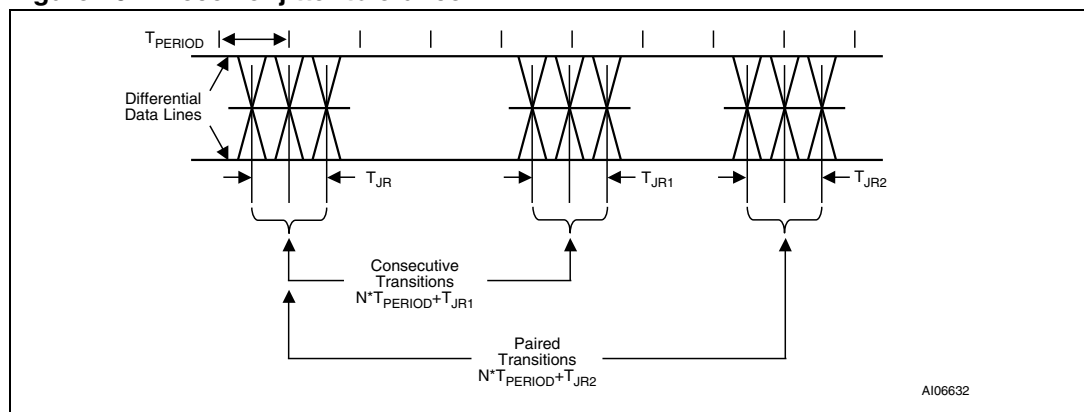 T_PERIOD
Differential
Data Lines
T_JR
T_JR1
T_JR2
Consecutive
Transitions
N*T_PERIOD+T_JR1
Paired
Transitions
N*T_PERIOD+T_JR2
AI06632